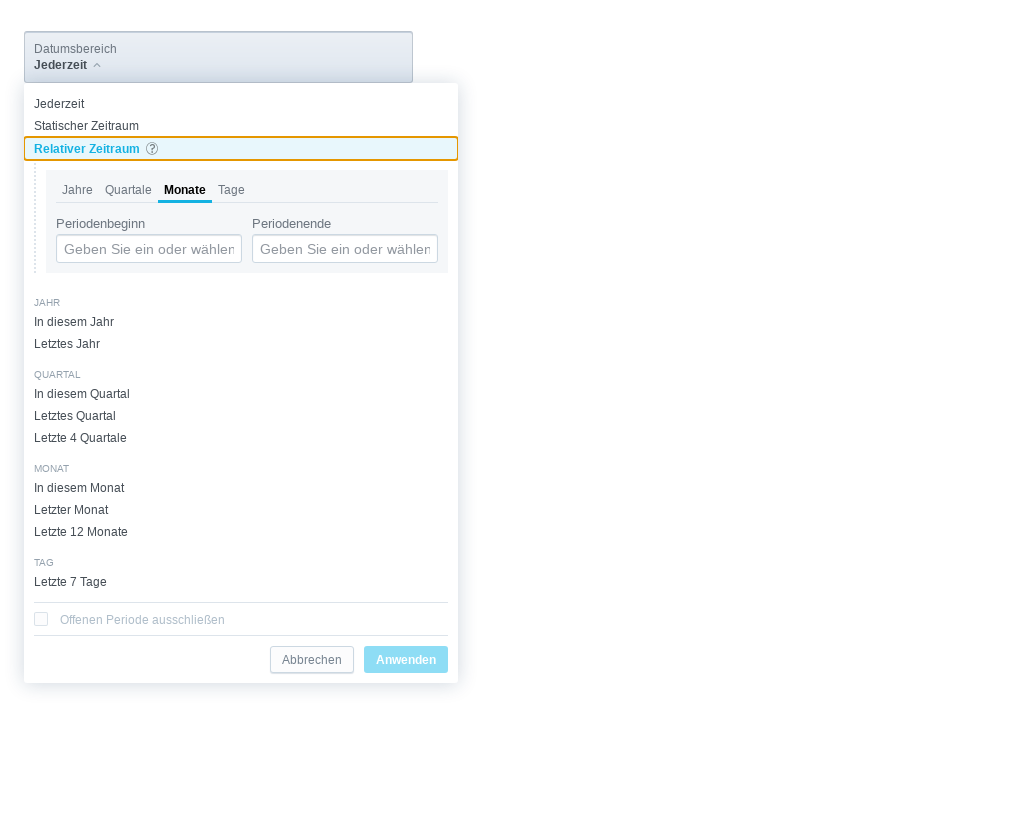 Datumsbereich
Jederzeit
Jederzeit
Statischer Zeitraum
Relativer Zeitraum
Jahre Quartale Monate Tage
Periodenbeginn Periodenende
Geben Sie ein oder wählen Geben Sie ein oder wählen
JAHR
In diesem Jahr
Letztes Jahr
QUARTAL
In diesem Quartal
Letztes Quartal
Letzte 4 Quartale
MONAT
In diesem Monat
Letzter Monat
Letzte 12 Monate
TAG
Letzte 7 Tage
Offenen Periode ausschließen
Abbrechen Anwenden